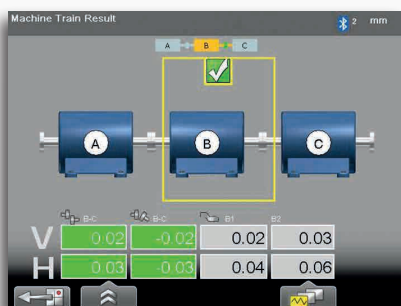 Machine Train Result 2 mm
A B C
A B C
B-C B-C B1 B2
V 0.02 -0.02 0.02 0.03
H 0.03 -0.03 0.04 0.06